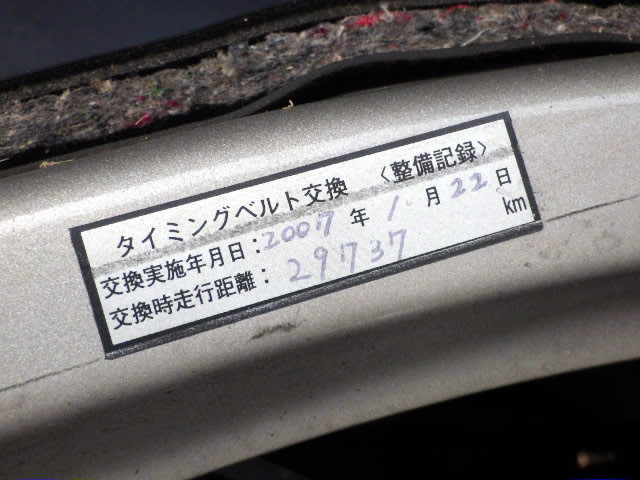 タイミングベルト交換 〈整備記録〉
交換実施年月日：2007 年 1 月 22 日
交換時走行距離： 29737 km